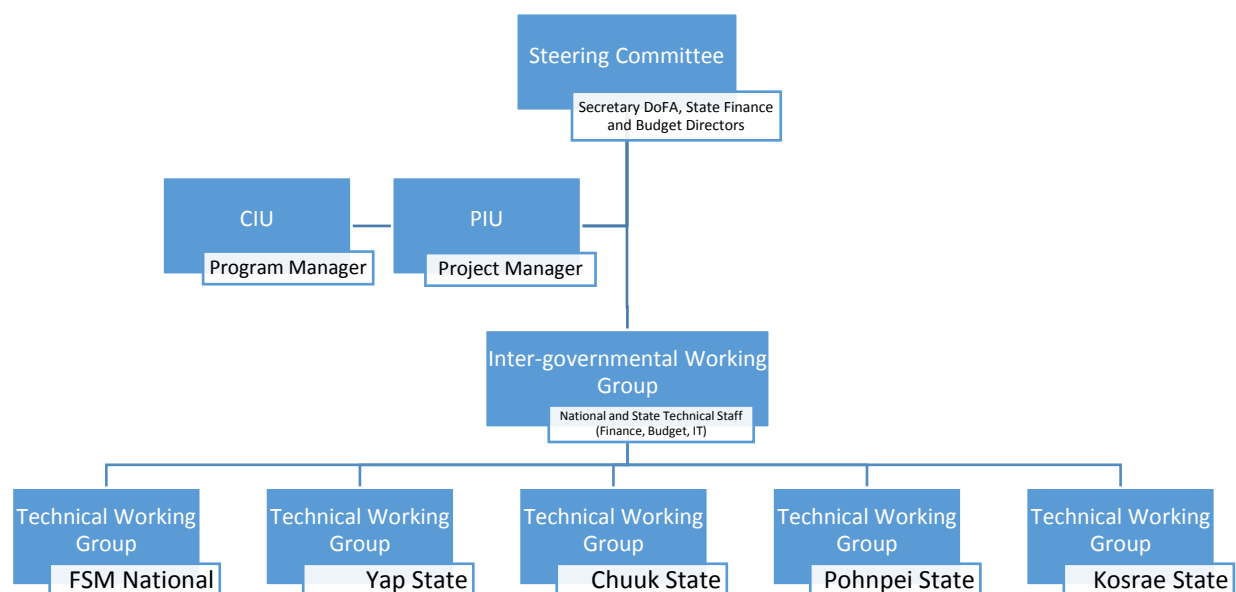 Steering Committee
Secretary DoFA, State Finance
and Budget Directors
CIU
Program Manager
PIU
Project Manager
Inter-governmental Working
Group
National and State Technical Staff
(Finance, Budget, IT)
Technical Working
Group
FSM National
Technical Working
Group
Yap State
Technical Working
Group
Chuuk State
Technical Working
Group
Pohnpei State
Technical Working
Group
Kosrae State